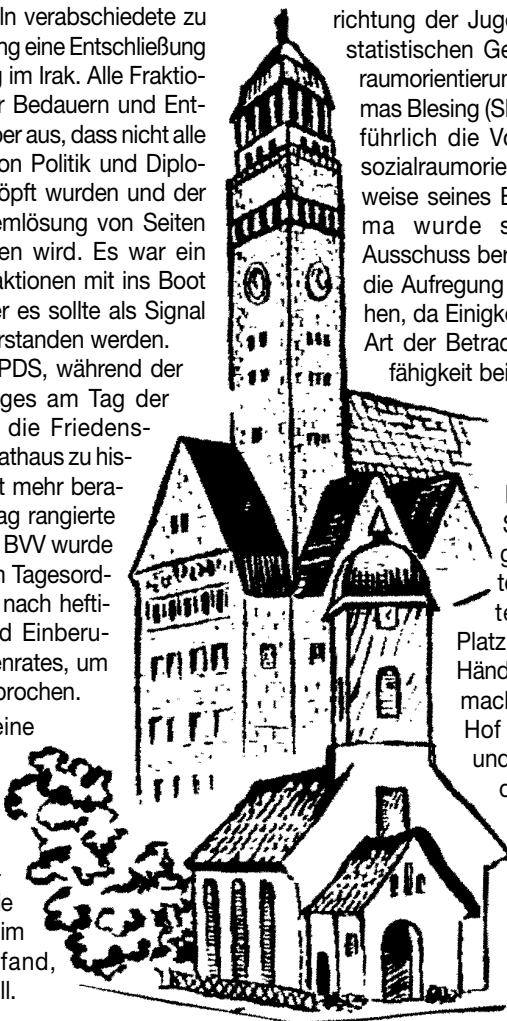 ln verabschiedete zu
ng eine Entschließung
g im Irak. Alle Fraktio-
r Bedauern und Ent-
ber aus, dass nicht alle
on Politik und Diplo-
öpft wurden und der
emlösung von Seiten
en wird. Es war ein
aktionen mit ins Boot
er es sollte als Signal
rstanden werden.
PDS, während der
ges am Tag der
die Friedens-
athaus zu his-
t mehr bera-
ag rangierte
BVV wurde
n Tagesord-
nach hefti-
d Einberu-
enrates, um
prochen.
eine
ie
im
fand,
ll.
richtung der Juge
statistischen Ge
raumorientierun
mas Blesing (S
führlich die Vo
sozialraumorie
weise seines B
ma wurde s
Ausschuss ber
die Aufregung
hen, da Einigke
Art der Betrac
fähigkeit bei
S
g
te
te
Platz
Händ
mach
Hof
und